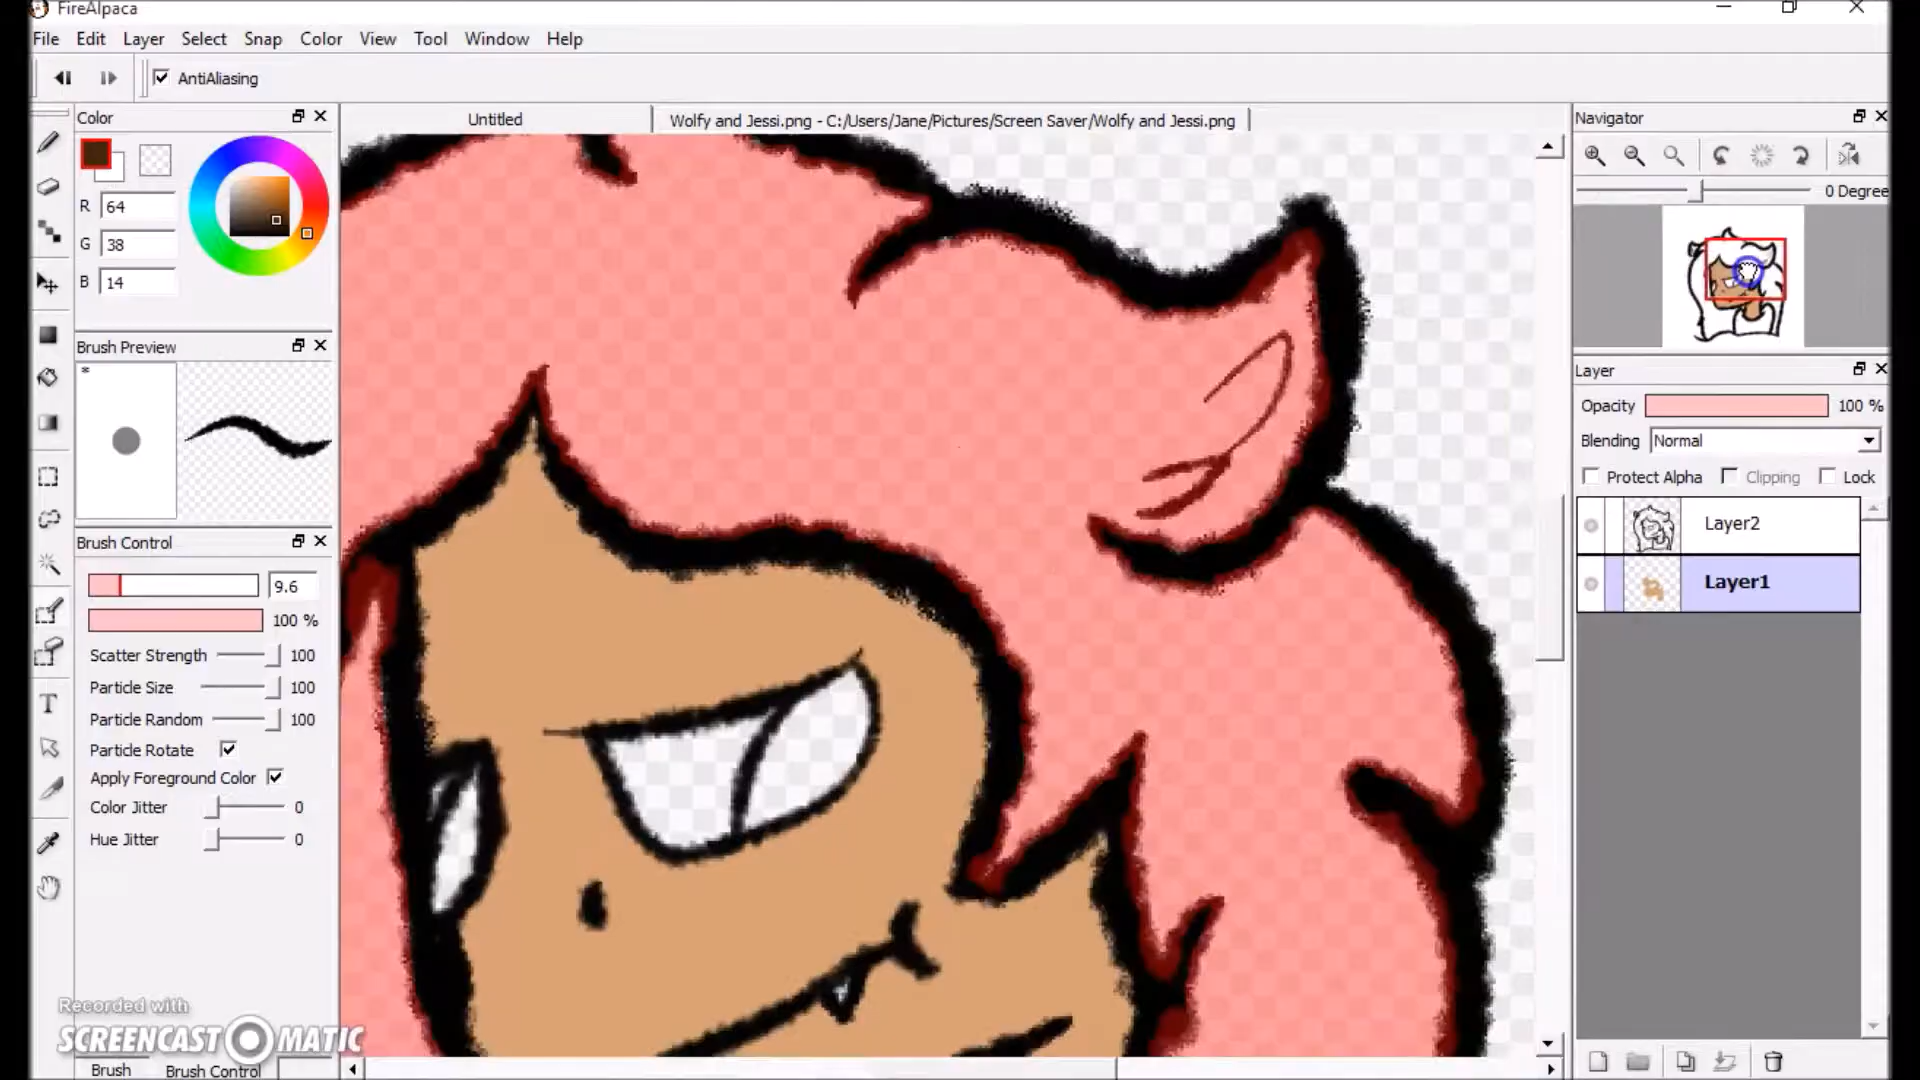 FireAlpaca
File Edit Layer Select Snap Color View Tool Window Help
AntiAliasing
Color
R 64
G 38
B 14
Brush Preview
*
Brush Control
9.6
100 %
Scatter Strength 100
Particle Size 100
Particle Random 100
Particle Rotate
Apply Foreground Color
Color Jitter 0
Hue Jitter 0
Brush Brush Control
Untitled
Wolfy and Jessi.png - C:/Users/Jane/Pictures/Screen Saver/Wolfy and Jessi.png
Navigator
0 Degree
Layer
Opacity 100 %
Blending Normal
Protect Alpha Clipping Lock
Layer2
Layer1
T
Recorded with
SCREENCAST MATIC